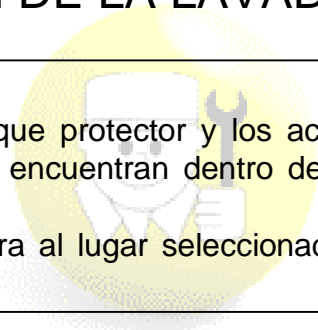 DE LA LAVAD
que protector y los ac
encuentran dentro de
ra al lugar seleccionad